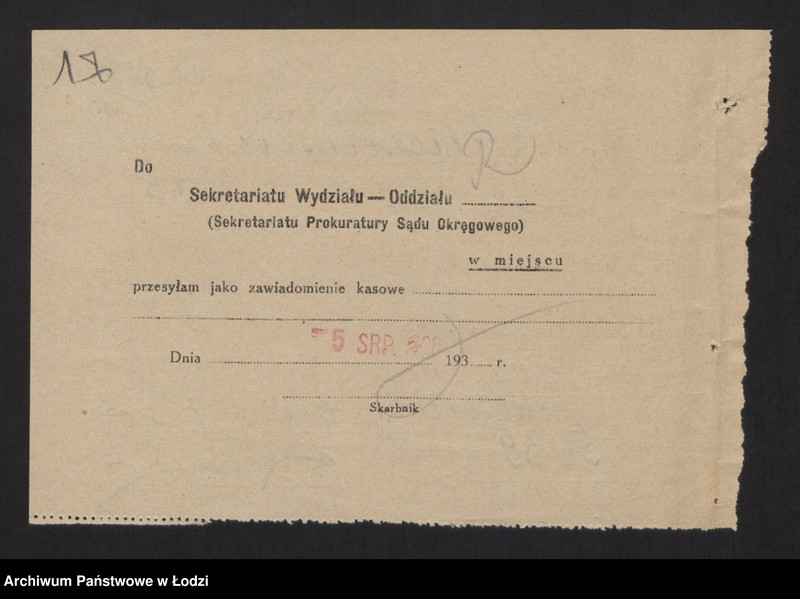 18
R
Do
Sekretariatu Wydziału — Oddziału
(Sekretariatu Prokuratury Sądu Okręgowego)
w miejscu
przesyłam jako zawiadomienie kasowe
5 SRP.
Dnia 193 r.
Skarbnik
Archiwum Państwowe w Łodzi